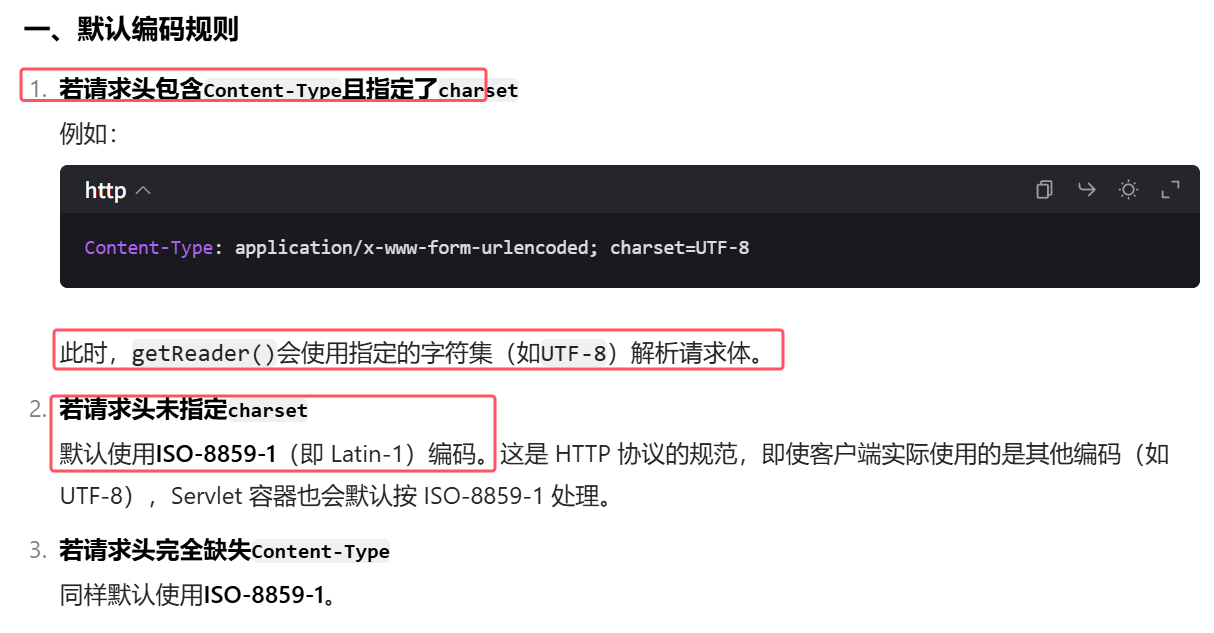 一、默认编码规则
1. 若请求头包含Content-Type且指定了charset
例如：
http
Content-Type: application/x-www-form-urlencoded; charset=UTF-8
此时，getReader()会使用指定的字符集（如UTF-8）解析请求体。
2. 若请求头未指定charset
默认使用ISO-8859-1（即 Latin-1）编码。这是 HTTP 协议的规范，即使客户端实际使用的是其他编码（如
UTF-8），Servlet 容器也会默认按 ISO-8859-1 处理。
3. 若请求头完全缺失Content-Type
同样默认使用ISO-8859-1。